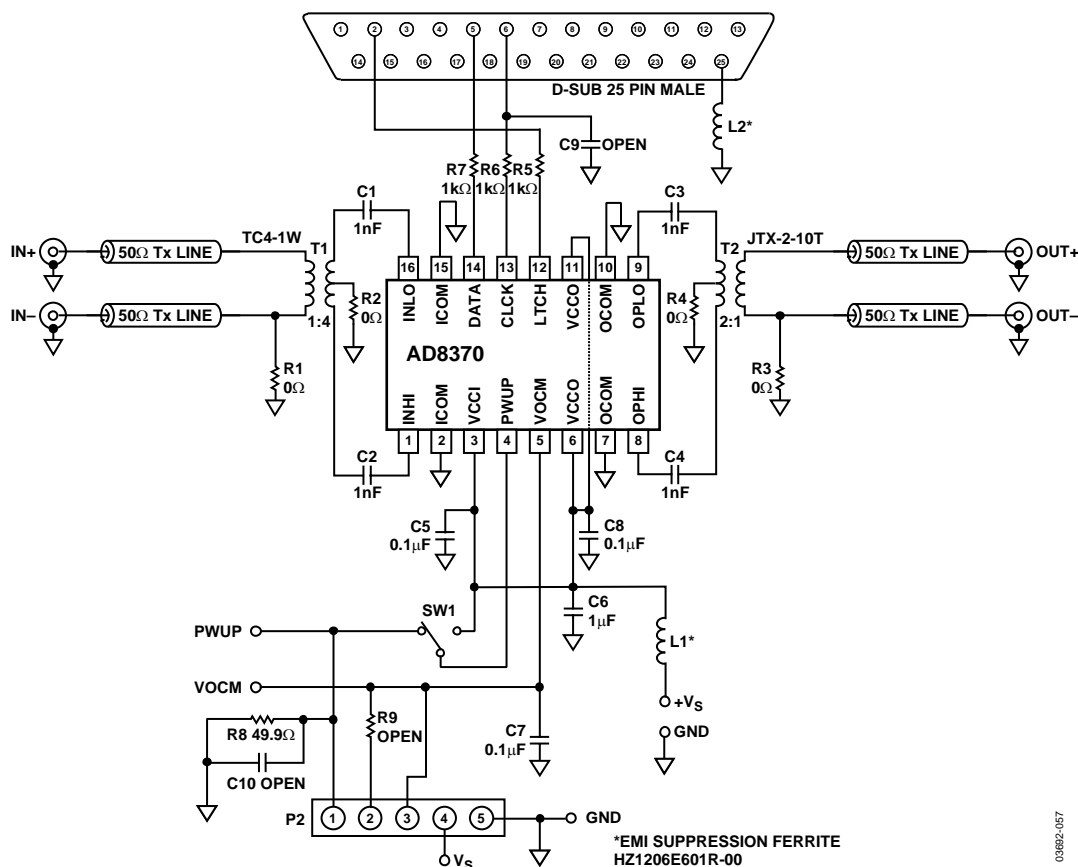 1 2 3 4 5 6 7 8 9 10 11 12 13
14 15 16 17 18 19 20 21 22 23 24 25
D-SUB 25 PIN MALE
L2*
C9 OPEN
R7 1kΩ
R6 1kΩ
R5 1kΩ
C1 1nF
C3 1nF
IN+
50Ω Tx LINE
TC4-1W
T1
T2
JTX-2-10T
50Ω Tx LINE
OUT+
16 15 14 13 12 11 10 9
INLO ICOM DATA CLCK LTCH VCCO OCOM OPLO
IN–
50Ω Tx LINE
1:4
R2 0Ω
R4 0Ω
2:1
50Ω Tx LINE
OUT–
AD8370
R1 0Ω
R3 0Ω
INHI ICOM VCCI PWUP VOCM VCCO OCOM OPHI
1 2 3 4 5 6 7 8
C2 1nF
C4 1nF
C5 0.1μF
C8 0.1μF
C6 1μF
SW1
PWUP
L1*
VOCM
+VS
GND
R8 49.9Ω
R9 OPEN
C7 0.1μF
C10 OPEN
P2
1 2 3 4 5
GND
VS
*EMI SUPPRESSION FERRITE
HZ1206E601R-00
03692-057